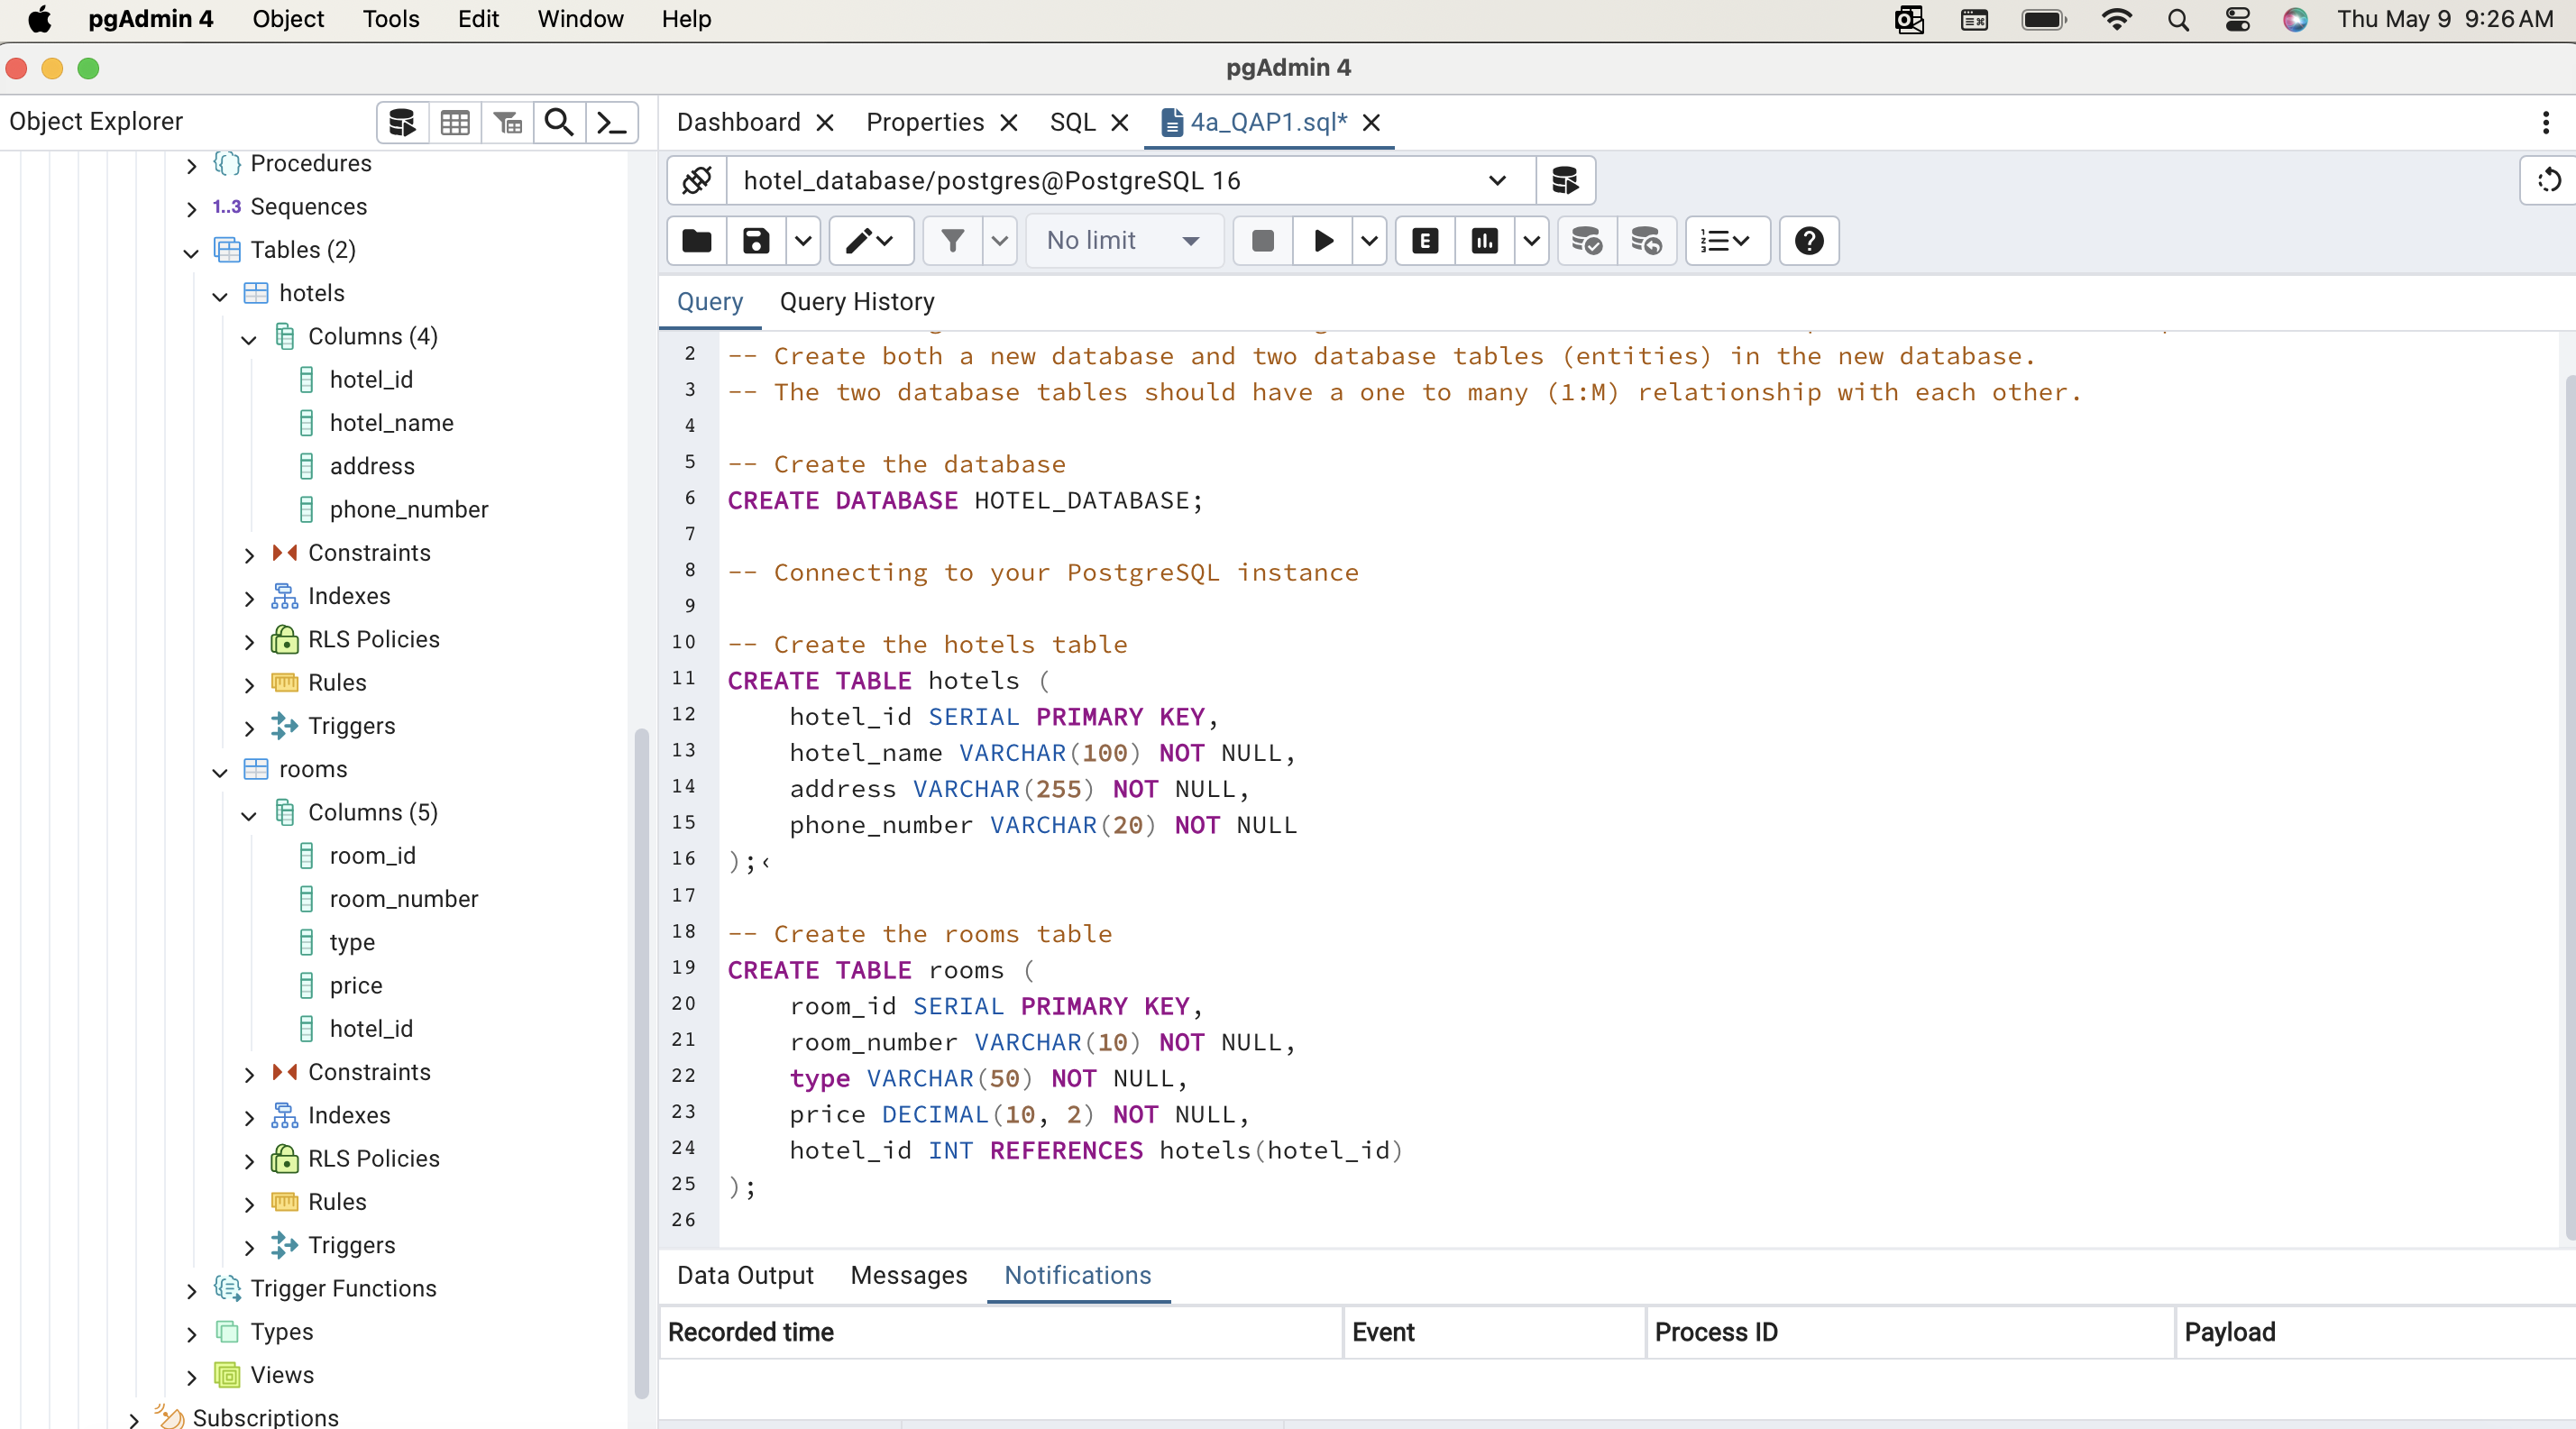 pgAdmin 4 Object Tools Edit Window Help Thu May 9 9:26 AM
pgAdmin 4
Object Explorer
Procedures
1..3 Sequences
Tables (2)
hotels
Columns (4)
hotel_id
hotel_name
address
phone_number
Constraints
Indexes
RLS Policies
Rules
Triggers
rooms
Columns (5)
room_id
room_number
type
price
hotel_id
Constraints
Indexes
RLS Policies
Rules
Triggers
Trigger Functions
Types
Views
Subscriptions
Dashboard Properties SQL 4a_QAP1.sql*
hotel_database/postgres@PostgreSQL 16
No limit E
Query Query History
2 -- Create both a new database and two database tables (entities) in the new database.
3 -- The two database tables should have a one to many (1:M) relationship with each other.
4
5 -- Create the database
6 CREATE DATABASE HOTEL_DATABASE;
7
8 -- Connecting to your PostgreSQL instance
9
10 -- Create the hotels table
11 CREATE TABLE hotels (
12 hotel_id SERIAL PRIMARY KEY,
13 hotel_name VARCHAR(100) NOT NULL,
14 address VARCHAR(255) NOT NULL,
15 phone_number VARCHAR(20) NOT NULL
16 );‹
17
18 -- Create the rooms table
19 CREATE TABLE rooms (
20 room_id SERIAL PRIMARY KEY,
21 room_number VARCHAR(10) NOT NULL,
22 type VARCHAR(50) NOT NULL,
23 price DECIMAL(10, 2) NOT NULL,
24 hotel_id INT REFERENCES hotels(hotel_id)
25 );
26
Data Output Messages Notifications
Recorded time Event Process ID Payload